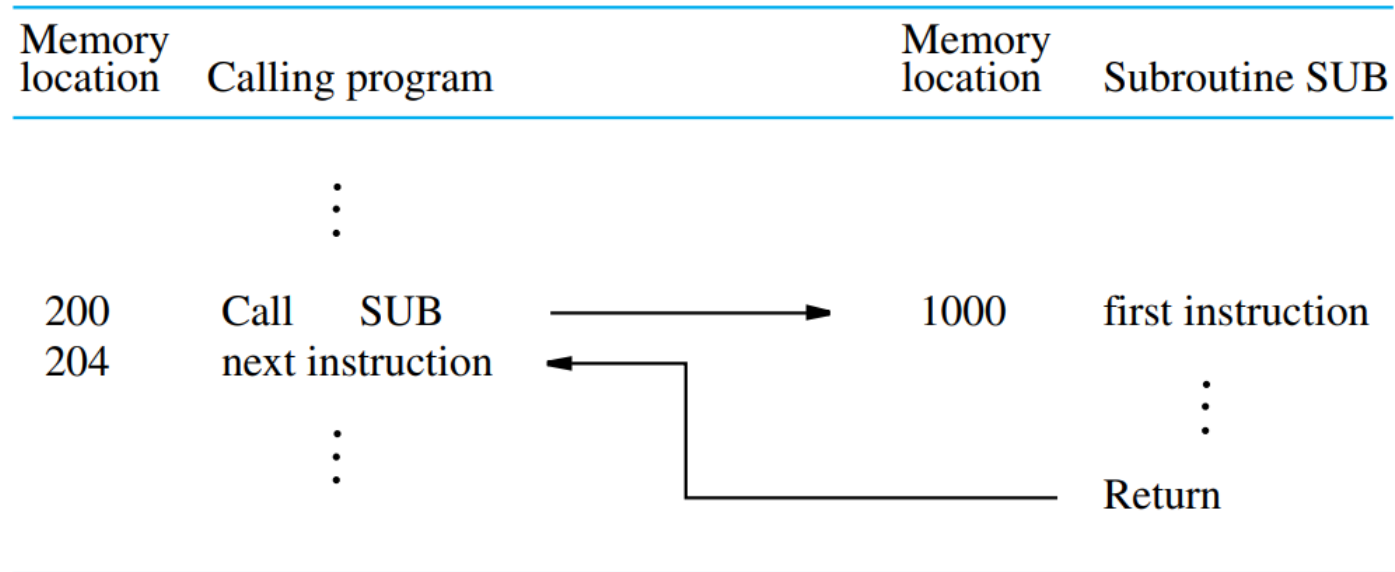 Memory Memory
location Calling program location Subroutine SUB
200 Call SUB 1000 first instruction
204 next instruction
Return